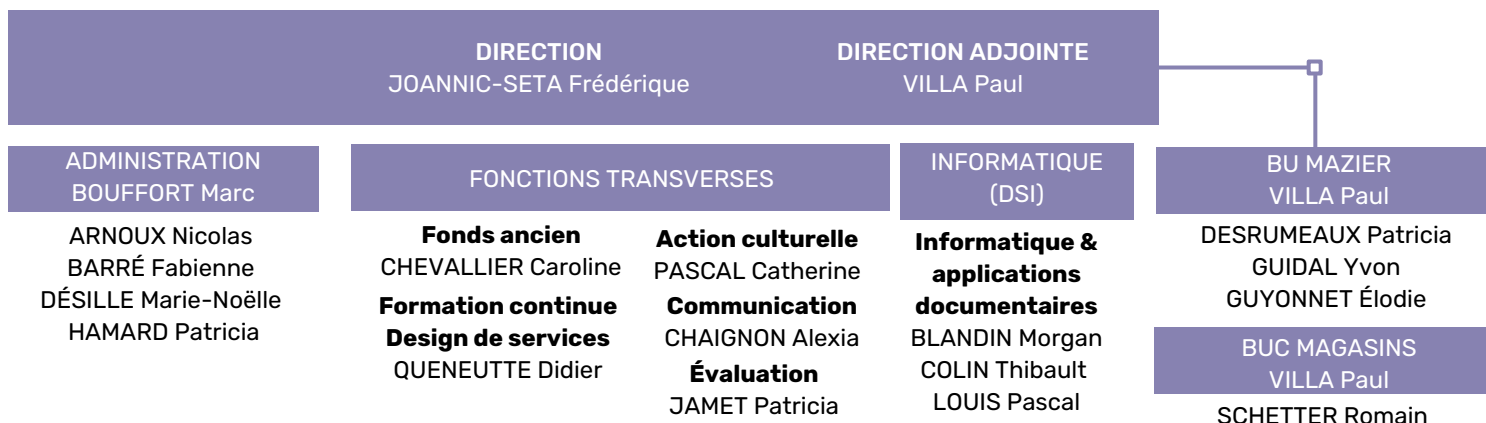 DIRECTION
JOANNIC-SETA Frédérique
DIRECTION ADJOINTE
VILLA Paul
ADMINISTRATION
BOUFFORT Marc
ARNOUX Nicolas
BARRÉ Fabienne
DÉSILLE Marie-Noëlle
HAMARD Patricia
FONCTIONS TRANSVERSES
Fonds ancien
CHEVALLIER Caroline
Formation continue
Design de services
QUENEUTTE Didier
Action culturelle
PASCAL Catherine
Communication
CHAIGNON Alexia
Évaluation
JAMET Patricia
INFORMATIQUE
(DSI)
Informatique &
applications
documentaires
BLANDIN Morgan
COLIN Thibault
LOUIS Pascal
BU MAZIER
VILLA Paul
DESRUMEAUX Patricia
GUIDAL Yvon
GUYONNET Élodie
BUC MAGASINS
VILLA Paul
SCHETTER Romain